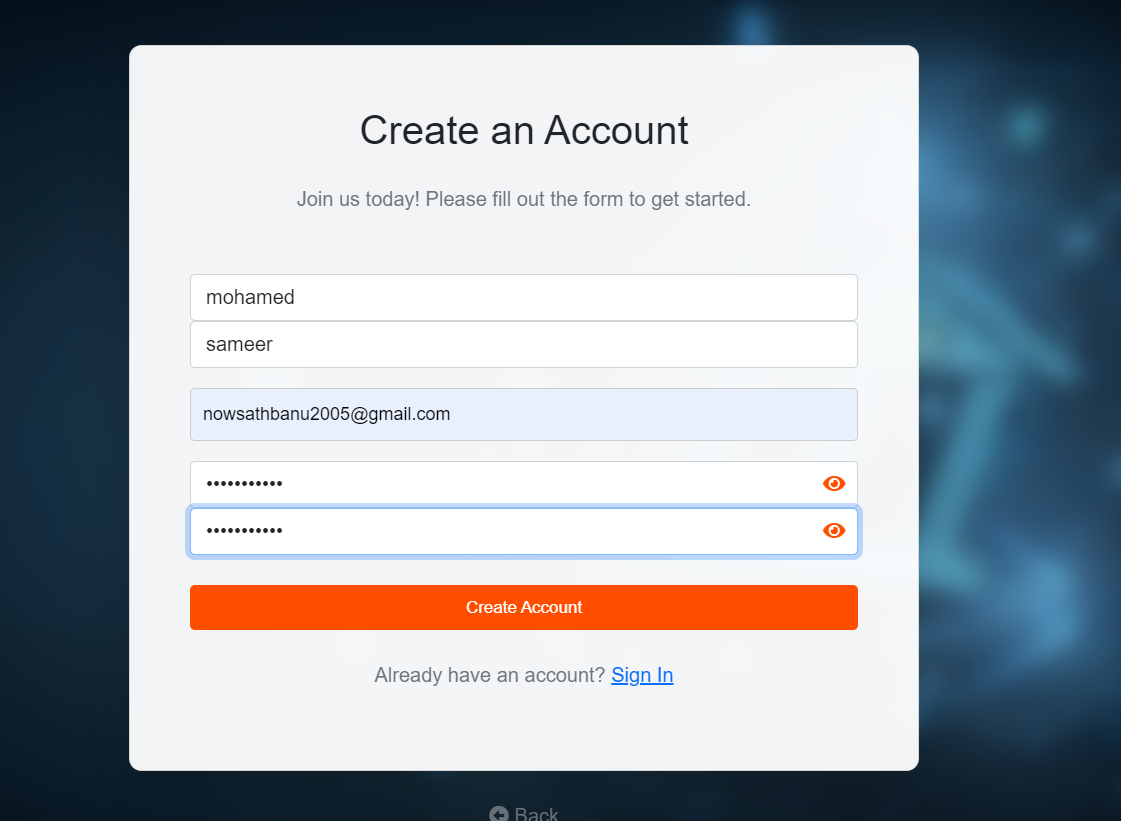 Create an Account
Join us today! Please fill out the form to get started.
mohamed
sameer
nowsathbanu2005@gmail.com
•••••••••••
•••••••••••
Create Account
Already have an account? Sign In
Back